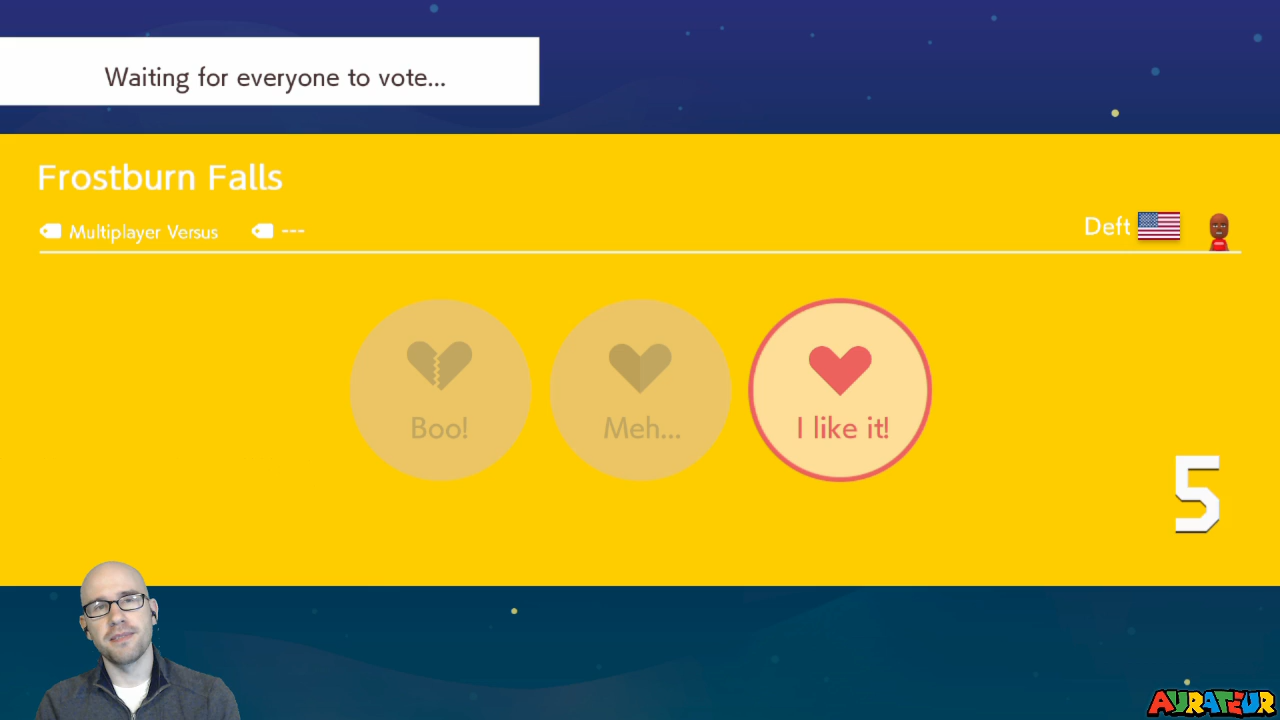 Waiting for everyone to vote...
Frostburn Falls
Multiplayer Versus ---
Deft
Boo!
Meh...
I like it!
5
AURATEUR